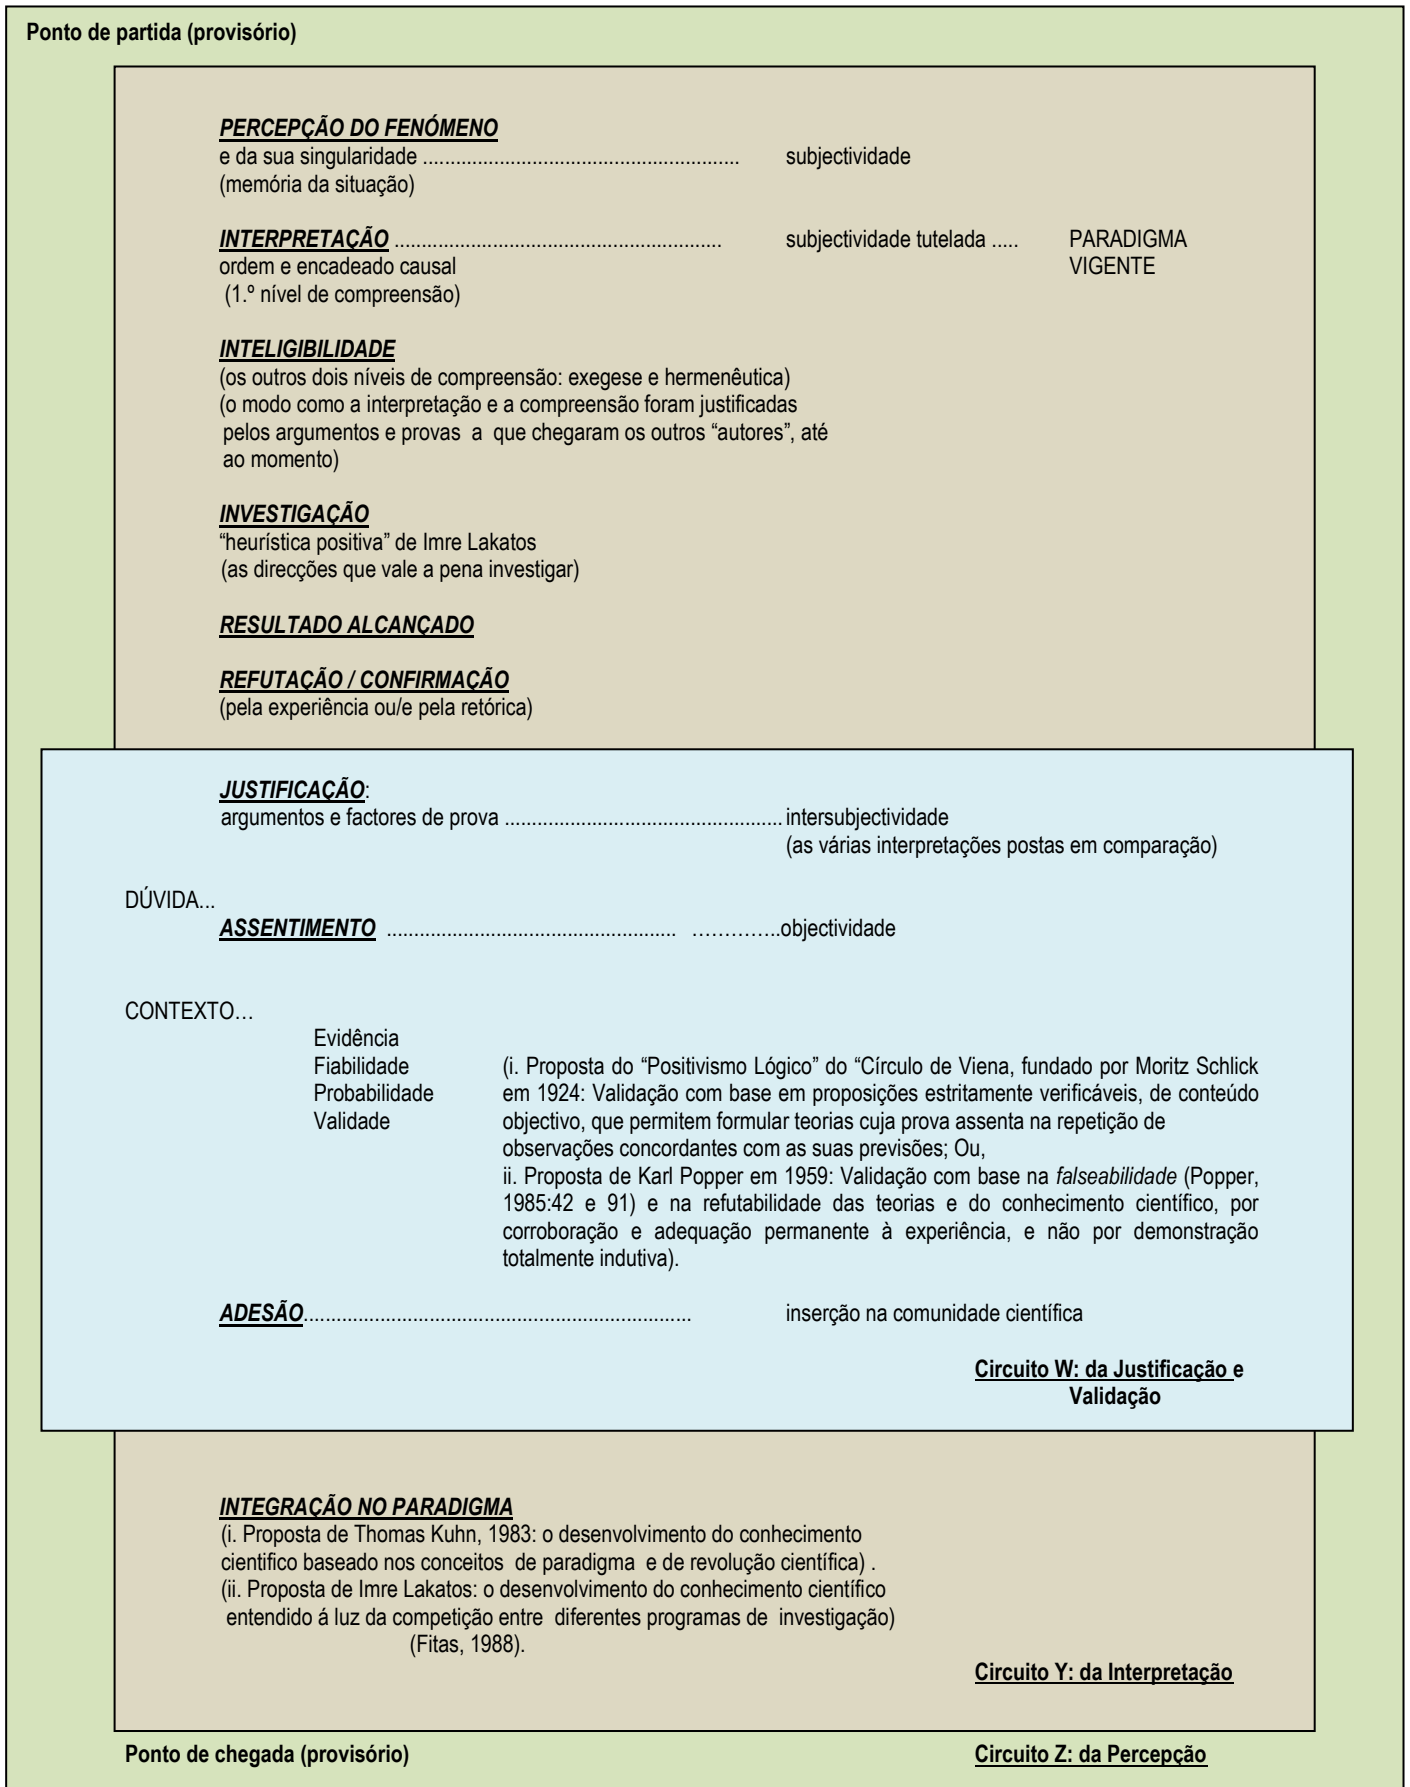 Ponto de partida (provisório)
PERCEPÇÃO DO FENÓMENO
e da sua singularidade .......................................................... subjectividade
(memória da situação)
INTERPRETAÇÃO ............................................................ subjectividade tutelada ..... PARADIGMA
ordem e encadeado causal VIGENTE
(1.º nível de compreensão)
INTELIGIBILIDADE
(os outros dois níveis de compreensão: exegese e hermenêutica)
(o modo como a interpretação e a compreensão foram justificadas
pelos argumentos e provas a que chegaram os outros “autores”, até
ao momento)
INVESTIGAÇÃO
“heurística positiva” de Imre Lakatos
(as direcções que vale a pena investigar)
RESULTADO ALCANÇADO
REFUTAÇÃO / CONFIRMAÇÃO
(pela experiência ou/e pela retórica)
JUSTIFICAÇÃO:
argumentos e factores de prova ................................................... intersubjectividade
(as várias interpretações postas em comparação)
DÚVIDA...
ASSENTIMENTO ..................................................... …………..objectividade
CONTEXTO…
Evidência
Fiabilidade (i. Proposta do “Positivismo Lógico” do “Círculo de Viena, fundado por Moritz Schlick
Probabilidade em 1924: Validação com base em proposições estritamente verificáveis, de conteúdo
Validade objectivo, que permitem formular teorias cuja prova assenta na repetição de
observações concordantes com as suas previsões; Ou,
ii. Proposta de Karl Popper em 1959: Validação com base na falseabilidade (Popper,
1985:42 e 91) e na refutabilidade das teorias e do conhecimento científico, por
corroboração e adequação permanente à experiência, e não por demonstração
totalmente indutiva).
ADESÃO....................................................................... inserção na comunidade científica
Circuito W: da Justificação e
Validação
INTEGRAÇÃO NO PARADIGMA
(i. Proposta de Thomas Kuhn, 1983: o desenvolvimento do conhecimento
cientifico baseado nos conceitos de paradigma e de revolução científica) .
(ii. Proposta de Imre Lakatos: o desenvolvimento do conhecimento científico
entendido á luz da competição entre diferentes programas de investigação)
(Fitas, 1988).
Circuito Y: da Interpretação
Ponto de chegada (provisório) Circuito Z: da Percepção